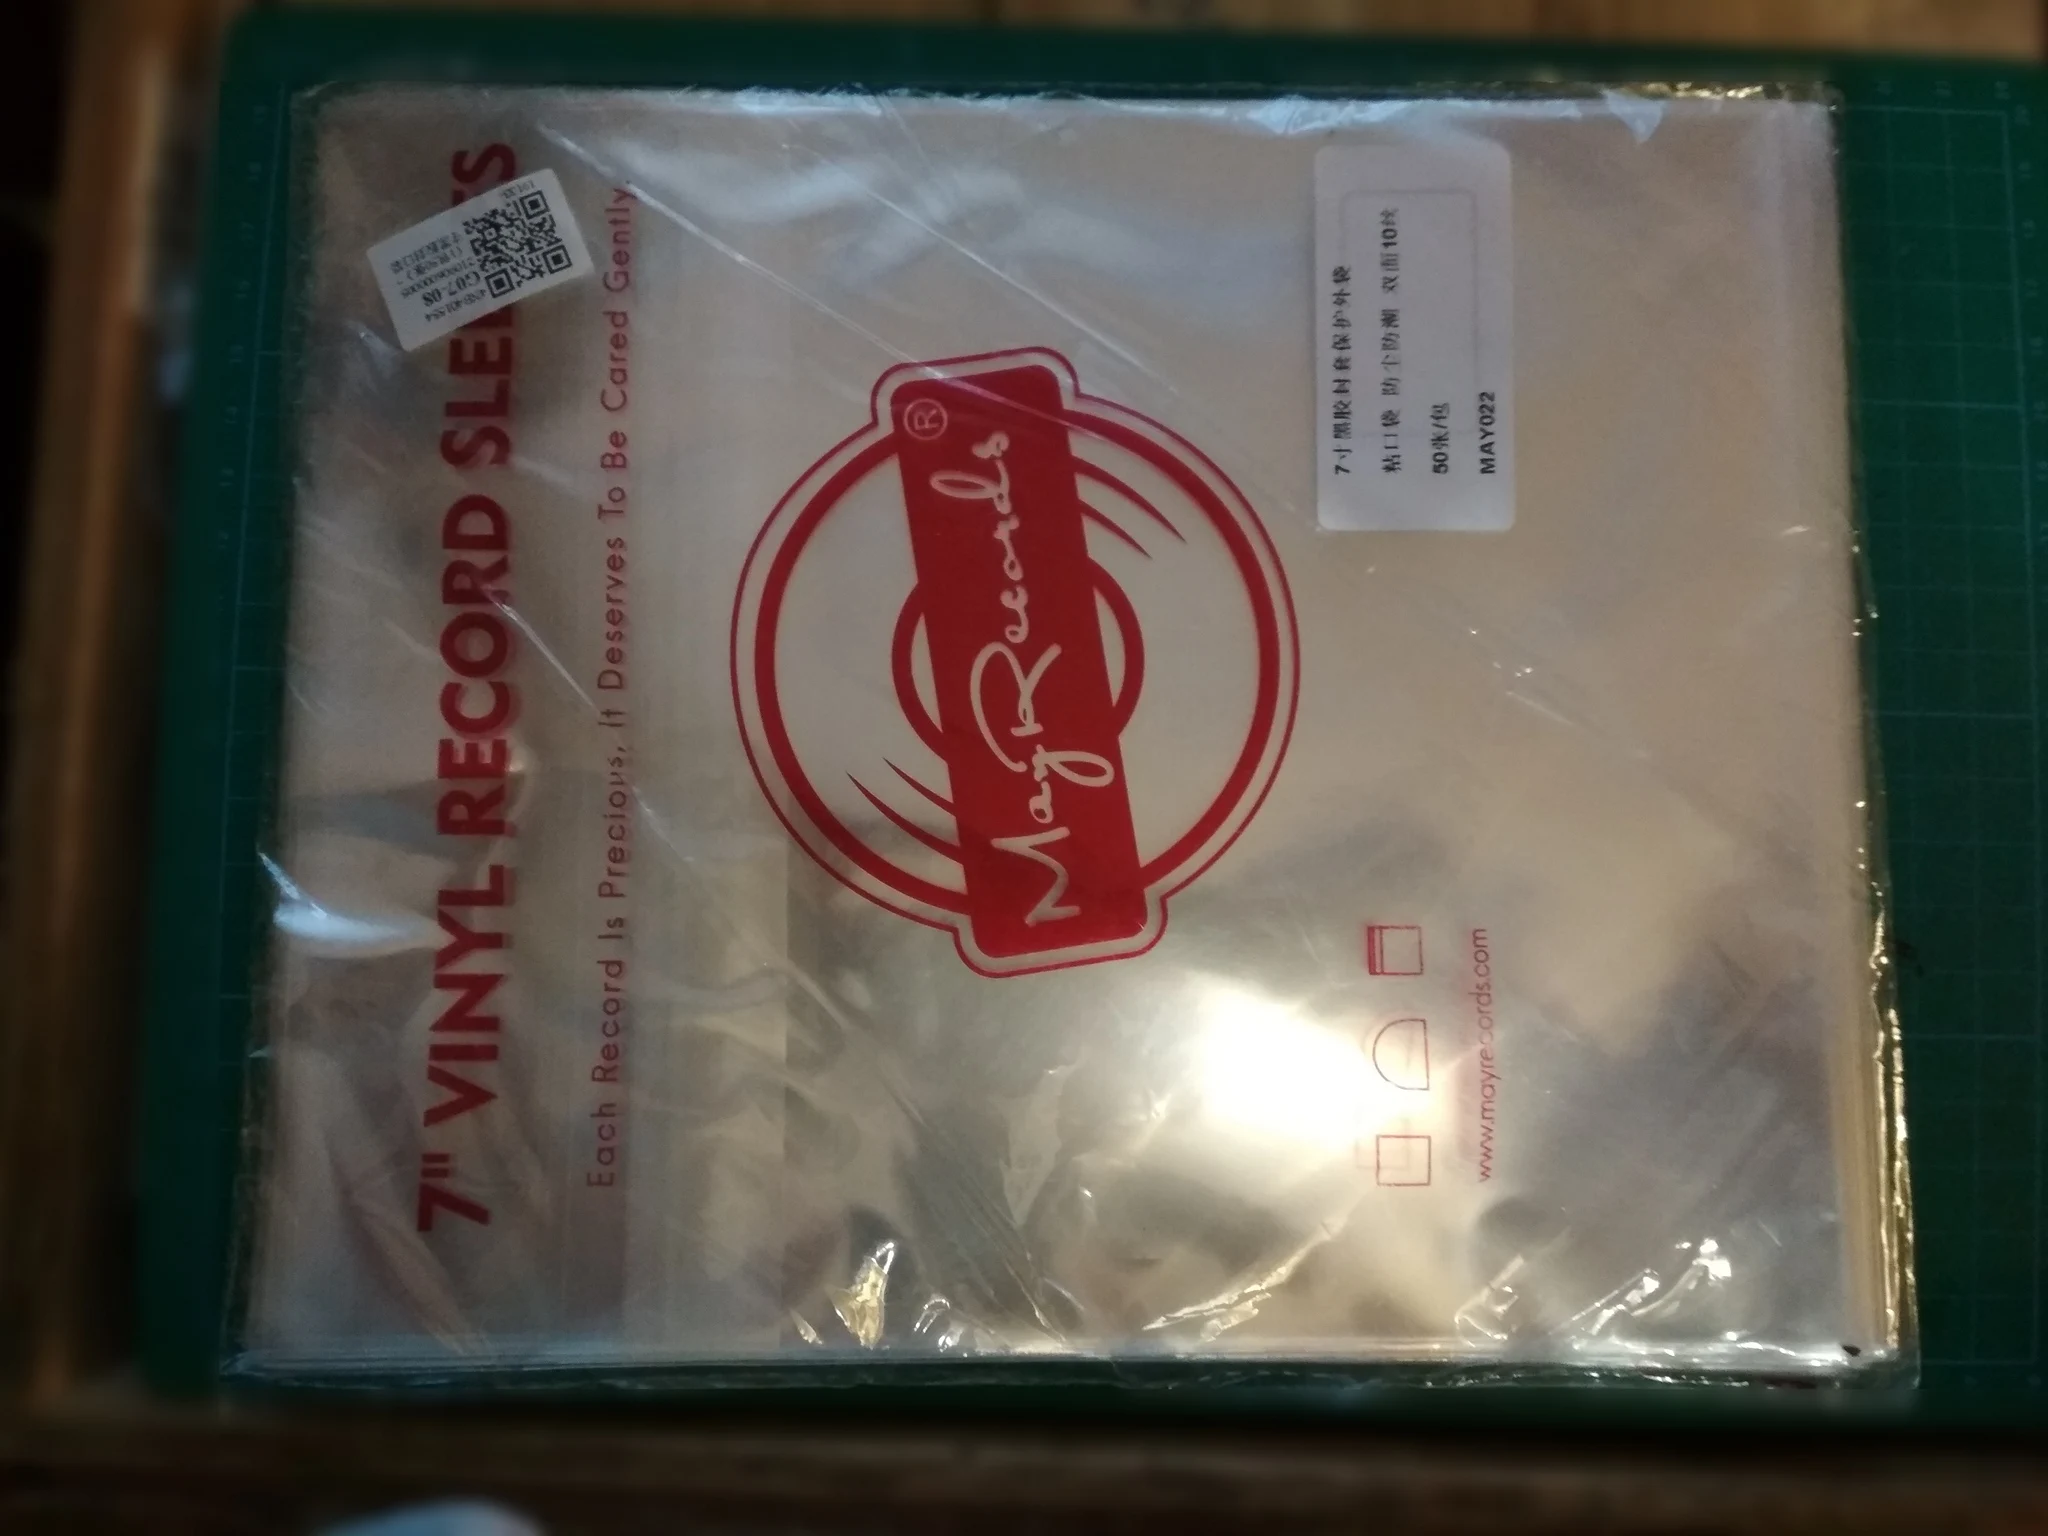 7" VINYL RECORD SLEEVES
Each Record Is Precious, It Deserves To Be Cared Gently.
MayRecords®
7寸黑胶封套保护外袋
粘口袋 防尘防潮 双面10丝
50张/包
MAY022
www.mayrecords.com
G07-08